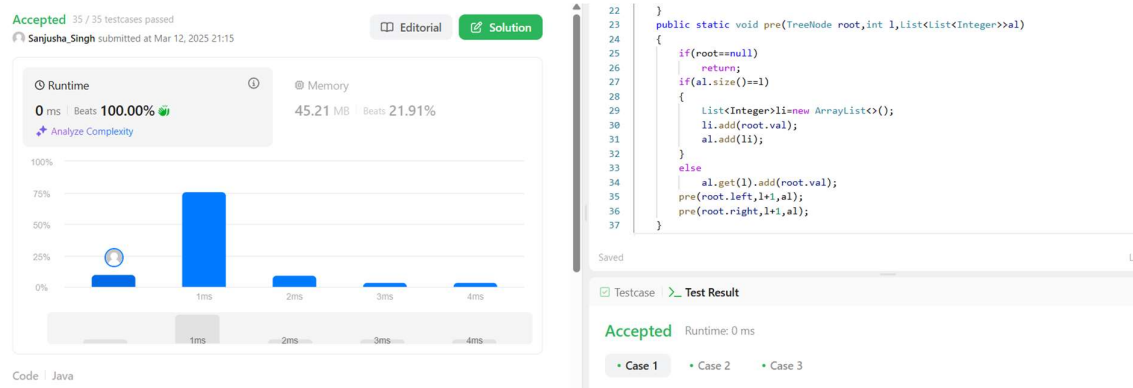 Accepted 35 / 35 testcases passed
Sanjusha_Singh submitted at Mar 12, 2025 21:15
Editorial
Solution
Runtime
0 ms Beats 100.00%
Analyze Complexity
Memory
45.21 MB Beats 21.91%
100%
75%
50%
25%
0%
1ms 2ms 3ms 4ms
1ms 2ms 3ms 4ms
Code Java
22 }
23 public static void pre(TreeNode root,int l,List<List<Integer>>al)
24 {
25 if(root==null)
26 return;
27 if(al.size()==l)
28 {
29 List<Integer>li=new ArrayList<>();
30 li.add(root.val);
31 al.add(li);
32 }
33 else
34 al.get(l).add(root.val);
35 pre(root.left,l+1,al);
36 pre(root.right,l+1,al);
37 }
Saved
Testcase >_ Test Result
Accepted Runtime: 0 ms
• Case 1 • Case 2 • Case 3